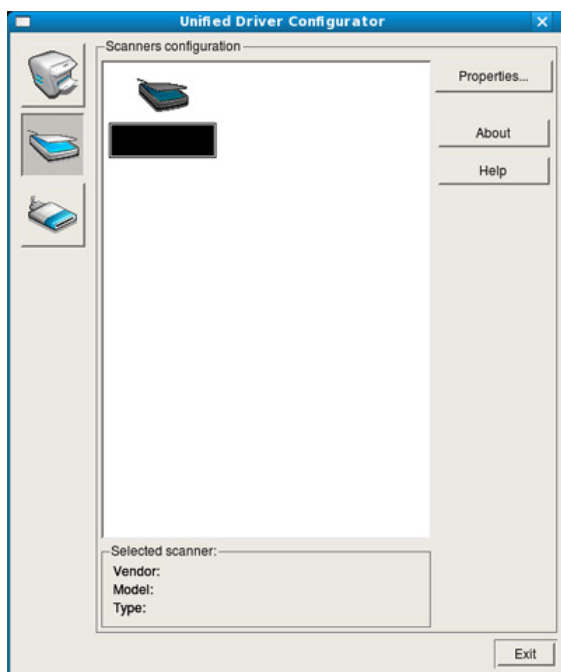 Unified Driver Configurator
Scanners configuration
Properties...
About
Help
Selected scanner:
Vendor:
Model:
Type:
Exit